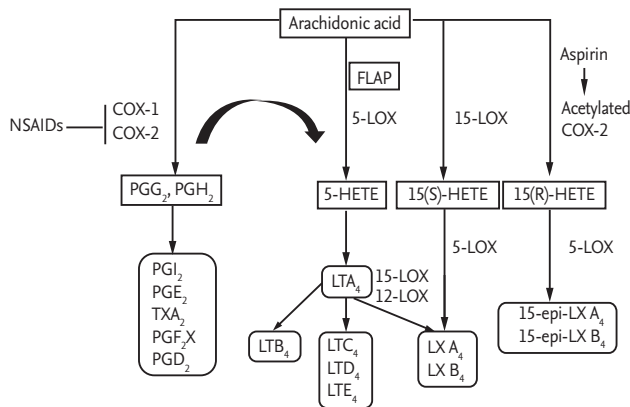 Arachidonic acid
FLAP
Aspirin
NSAIDs
COX-1
COX-2
5-LOX
15-LOX
Acetylated
COX-2
PGG₂, PGH₂
5-HETE
15(S)-HETE
15(R)-HETE
5-LOX
5-LOX
PGI₂
PGE₂
TXA₂
PGF₂X
PGD₂
LTA₄
15-LOX
12-LOX
LTB₄
LTC₄
LTD₄
LTE₄
LX A₄
LX B₄
15-epi-LX A₄
15-epi-LX B₄